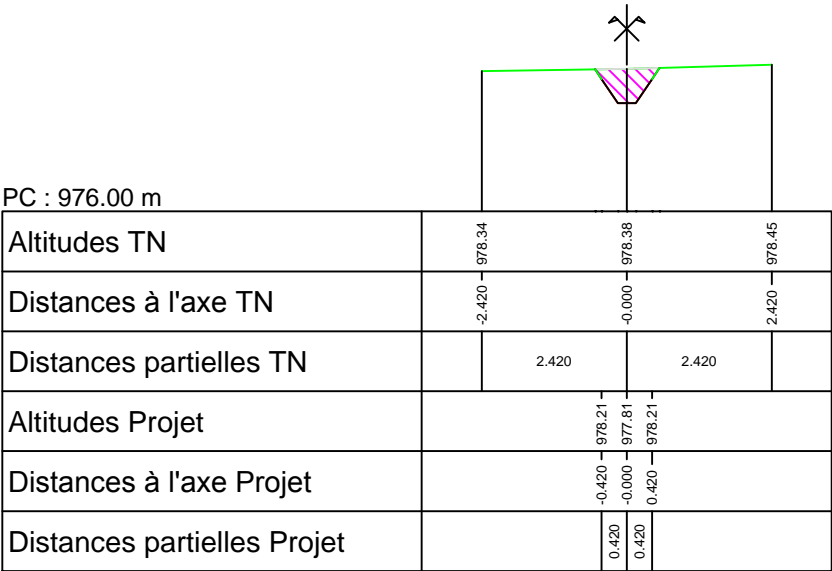 PC : 976.00 m
Altitudes TN 978.34 978.38 978.45
Distances à l'axe TN -2.420 -0.000 2.420
Distances partielles TN 2.420 2.420
Altitudes Projet 978.21 977.81 978.21
Distances à l'axe Projet -0.420 -0.000 0.420
Distances partielles Projet 0.420 0.420